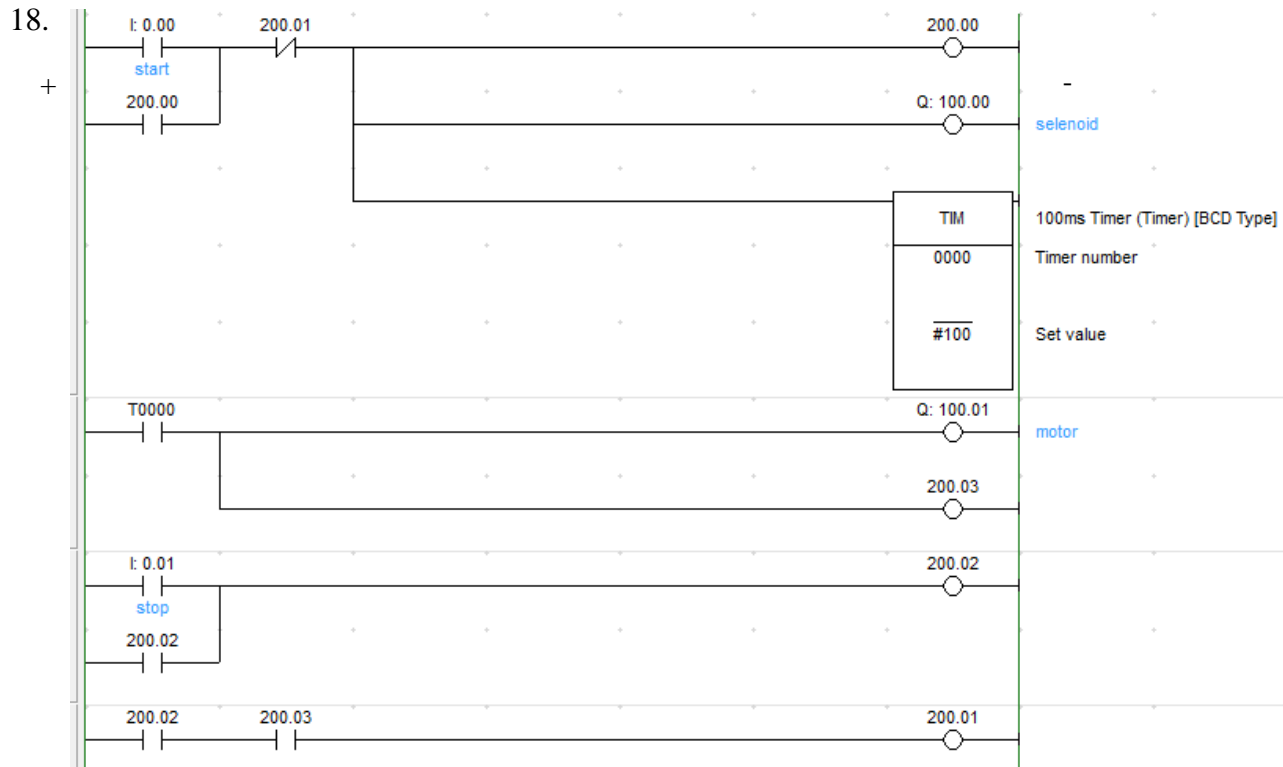 18.
I: 0.00 200.01 200.00
start
+ -
200.00 Q: 100.00
selenoid
TIM 100ms Timer (Timer) [BCD Type]
0000 Timer number
#100 Set value
T0000 Q: 100.01
motor
200.03
I: 0.01 200.02
stop
200.02
200.02 200.03 200.01